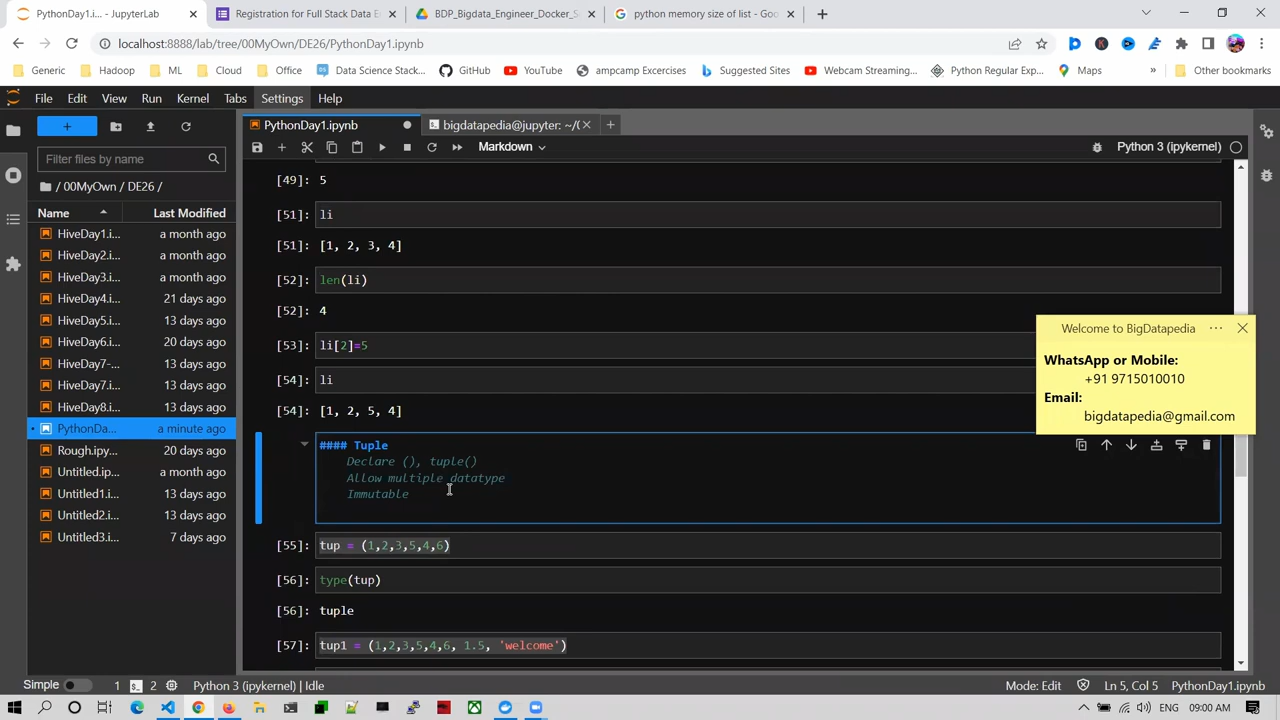 PythonDay1.i... - JupyterLab
Registration for Full Stack Data E
BDP_Bigdata_Engineer_Docker_S
python memory size of list - Goo
localhost:8888/lab/tree/00MyOwn/DE26/PythonDay1.ipynb
Generic
Hadoop
ML
Cloud
Office
Data Science Stack...
GitHub
YouTube
ampcamp Excercises
Suggested Sites
Webcam Streaming...
Python Regular Exp...
Maps
»
Other bookmarks
File Edit View Run Kernel Tabs Settings Help
PythonDay1.ipynb
bigdatapedia@jupyter: ~/(
Markdown
Python 3 (ipykernel)
Filter files by name
/ 00MyOwn / DE26 /
Name Last Modified
HiveDay1.i... a month ago
HiveDay2.i... a month ago
HiveDay3.i... a month ago
HiveDay4.i... 21 days ago
HiveDay5.i... 13 days ago
HiveDay6.i... 20 days ago
HiveDay7-... 13 days ago
HiveDay7.i... 13 days ago
HiveDay8.i... 13 days ago
PythonDa... a minute ago
Rough.ipy... 20 days ago
Untitled.ip... a month ago
Untitled1.i... 13 days ago
Untitled2.i... 13 days ago
Untitled3.i... 7 days ago
[49]: 5
[51]: li
[51]: [1, 2, 3, 4]
[52]: len(li)
[52]: 4
[53]: li[2]=5
[54]: li
[54]: [1, 2, 5, 4]
#### Tuple
Declare (), tuple()
Allow multiple datatype
Immutable
[55]: tup = (1,2,3,5,4,6)
[56]: type(tup)
[56]: tuple
[57]: tup1 = (1,2,3,5,4,6, 1.5, 'welcome')
Welcome to BigDatapedia
WhatsApp or Mobile:
+91 9715010010
Email:
bigdatapedia@gmail.com
Simple 1 2 Python 3 (ipykernel) | Idle
Mode: Edit Ln 5, Col 5 PythonDay1.ipynb
ENG 09:00 AM